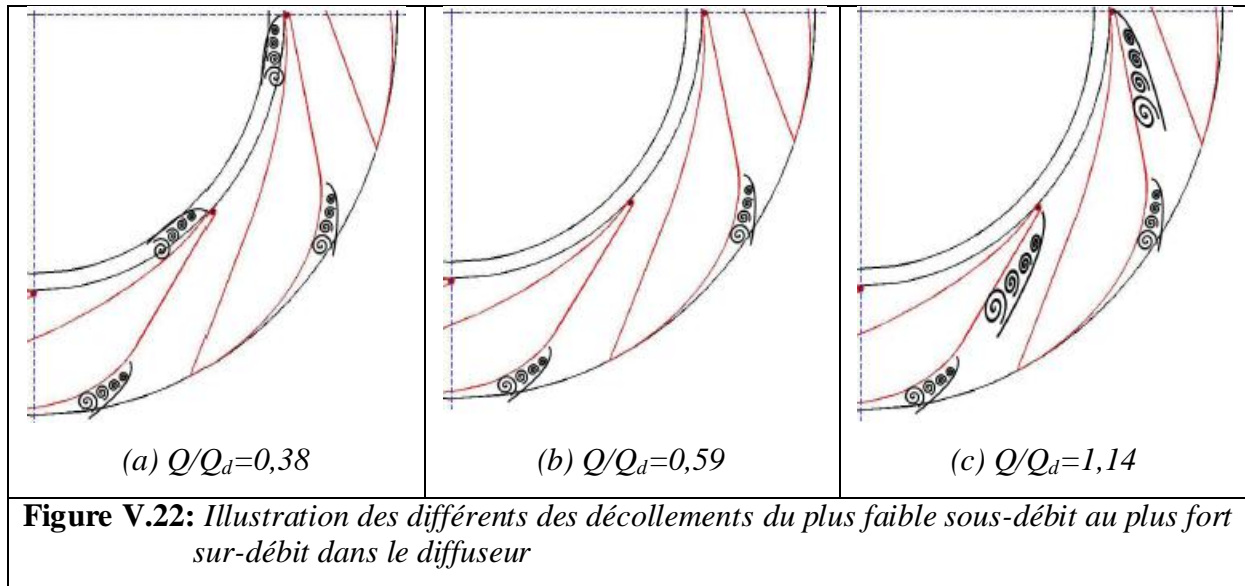 (a) Q/Qd=0,38
(b) Q/Qd=0,59
(c) Q/Qd=1,14
Figure V.22: Illustration des différents des décollements du plus faible sous-débit au plus fort
sur-débit dans le diffuseur